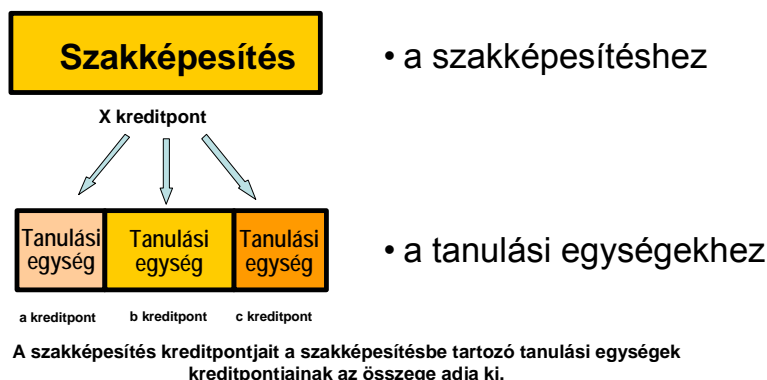 Szakképesítés
• a szakképesítéshez
X kreditpont
Tanulási egység
Tanulási egység
Tanulási egység
• a tanulási egységekhez
a kreditpont b kreditpont c kreditpont
A szakképesítés kreditpontjait a szakképesítésbe tartozó tanulási egységek
kreditpontjainak az összege adja ki.